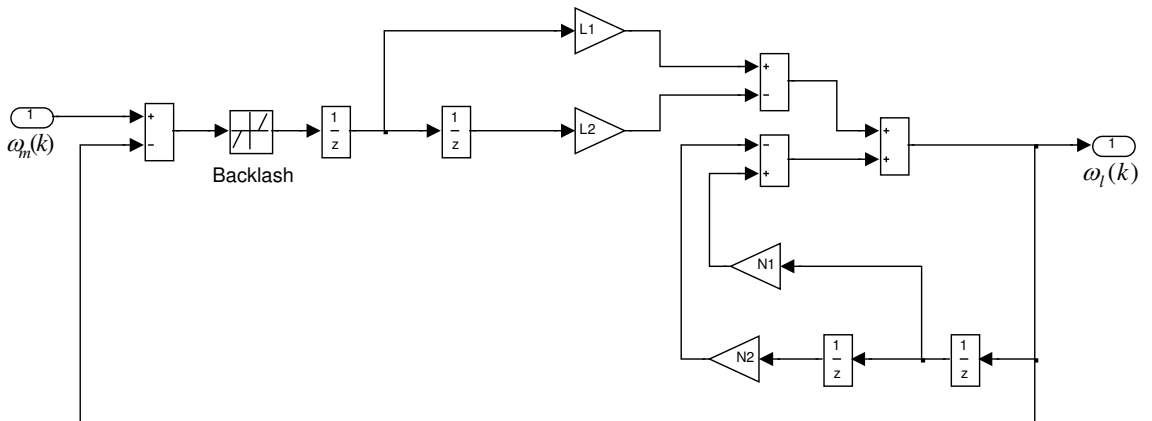 L1
+
-
1
ω_m(k)
+
-
Backlash
1
z
1
z
L2
+
+
1
ω_l(k)
-
+
N1
N2
1
z
1
z